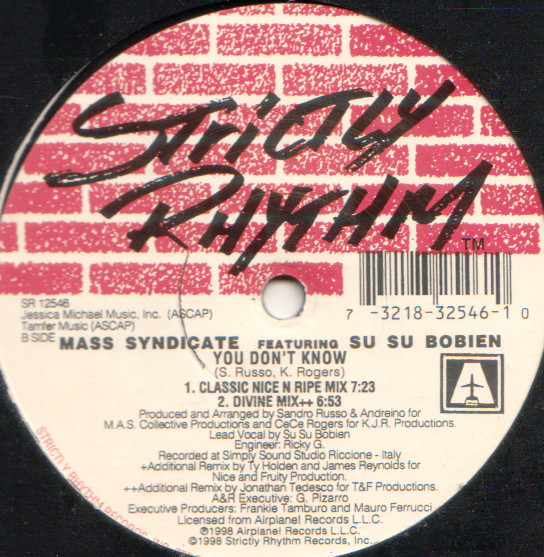 STRICTLY
RHYTHM
TM
SR 12546
Jessica Michael Music, Inc. (ASCAP)
Tamfer Music (ASCAP)
7 -3218-32546-1 0
B SIDE MASS SYNDICATE FEATURING SU SU BOBIEN
YOU DON'T KNOW
(S. Russo, K. Rogers)
1. CLASSIC NICE N RIPE MIX 7:23
2. DIVINE MIX++ 6:53
A
Produced and Arranged by Sandro Russo & Andreino for
M.A.S. Collective Productions and CeCe Rogers for K.J.R. Productions.
Lead Vocal by Su Su Bobien
Engineer: Ricky G.
Recorded at Simply Sound Studio Riccione - Italy
+Additional Remix by Ty Holden and James Reynolds for
Nice and Fruity Production.
++Additional Remix by Jonathan Tedesco for T&F Productions.
A&R Executive: G. Pizarro
Executive Producers: Frankie Tamburo and Mauro Ferrucci
Licensed from Airplane! Records L.L.C.
℗1998 Airplane! Records L.L.C.
©1998 Strictly Rhythm Records, Inc.
STRICTLY RHYTHM RECORDS, INC.